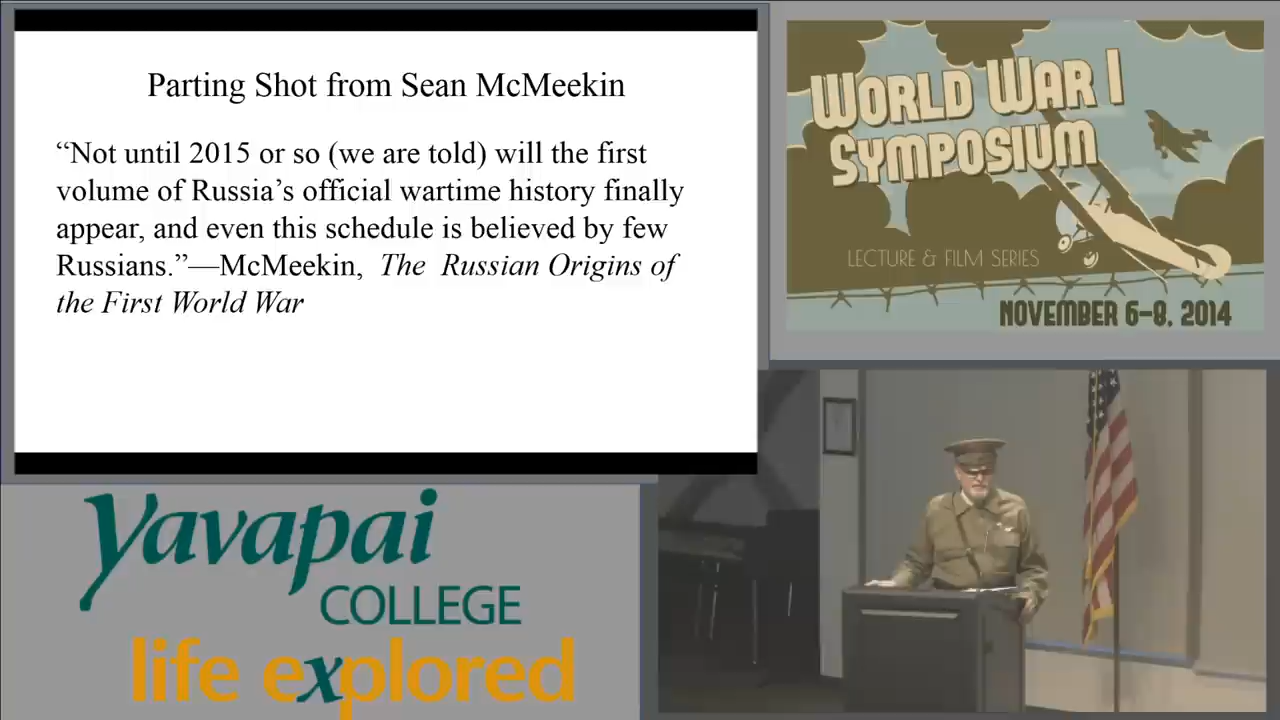 Parting Shot from Sean McMeekin
“Not until 2015 or so (we are told) will the first
volume of Russia’s official wartime history finally
appear, and even this schedule is believed by few
Russians.”—McMeekin, The Russian Origins of
the First World War
WORLD WAR I
SYMPOSIUM
LECTURE & FILM SERIES
NOVEMBER 6-8, 2014
Yavapai
COLLEGE
life explored